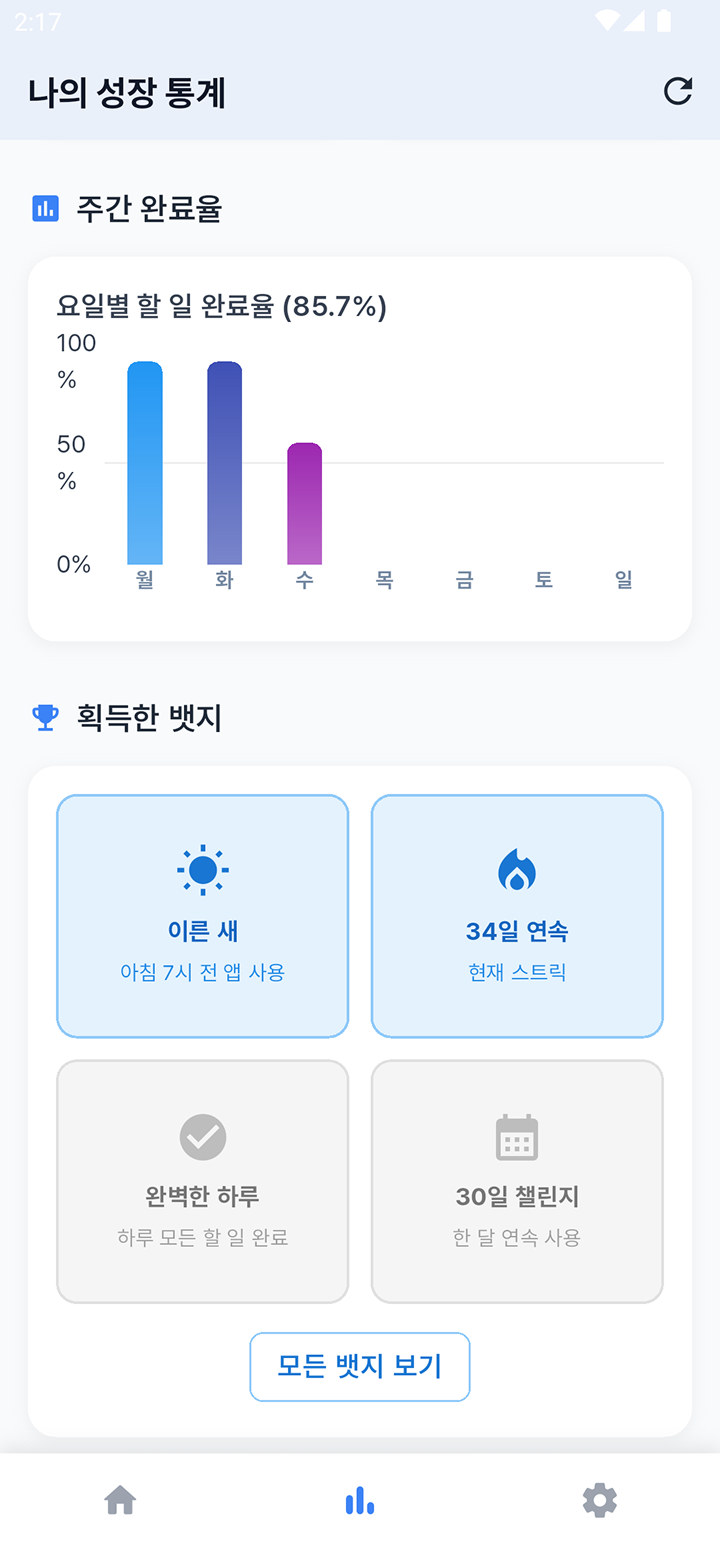 2:17
나의 성장 통계
주간 완료율
요일별 할 일 완료율 (85.7%)
100
%
50
%
0%
월 화 수 목 금 토 일
획득한 뱃지
이른 새
아침 7시 전 앱 사용
34일 연속
현재 스트릭
완벽한 하루
하루 모든 할 일 완료
30일 챌린지
한 달 연속 사용
모든 뱃지 보기